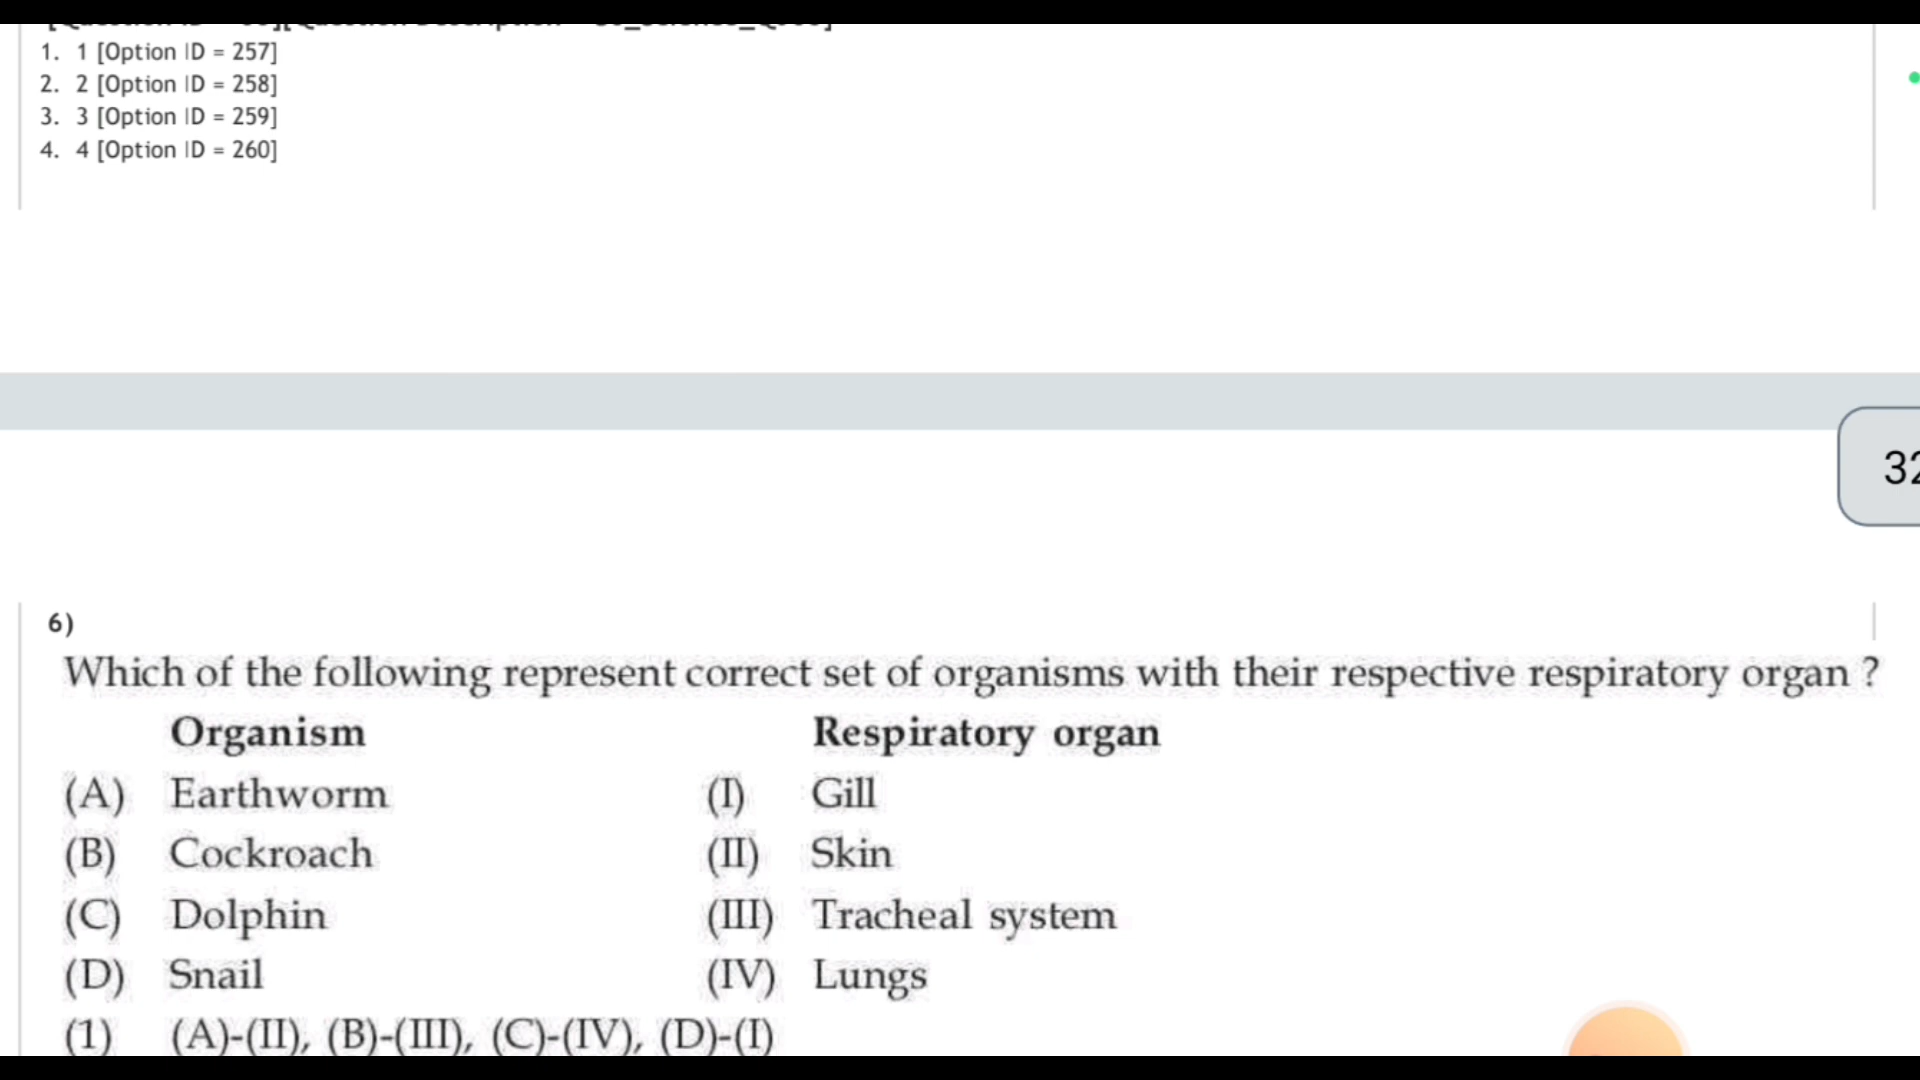 1. 1 [Option ID = 257]
2. 2 [Option ID = 258]
3. 3 [Option ID = 259]
4. 4 [Option ID = 260]
32
6)
Which of the following represent correct set of organisms with their respective respiratory organ ?
Organism Respiratory organ
(A) Earthworm (I) Gill
(B) Cockroach (II) Skin
(C) Dolphin (III) Tracheal system
(D) Snail (IV) Lungs
(1) (A)-(II), (B)-(III), (C)-(IV), (D)-(I)